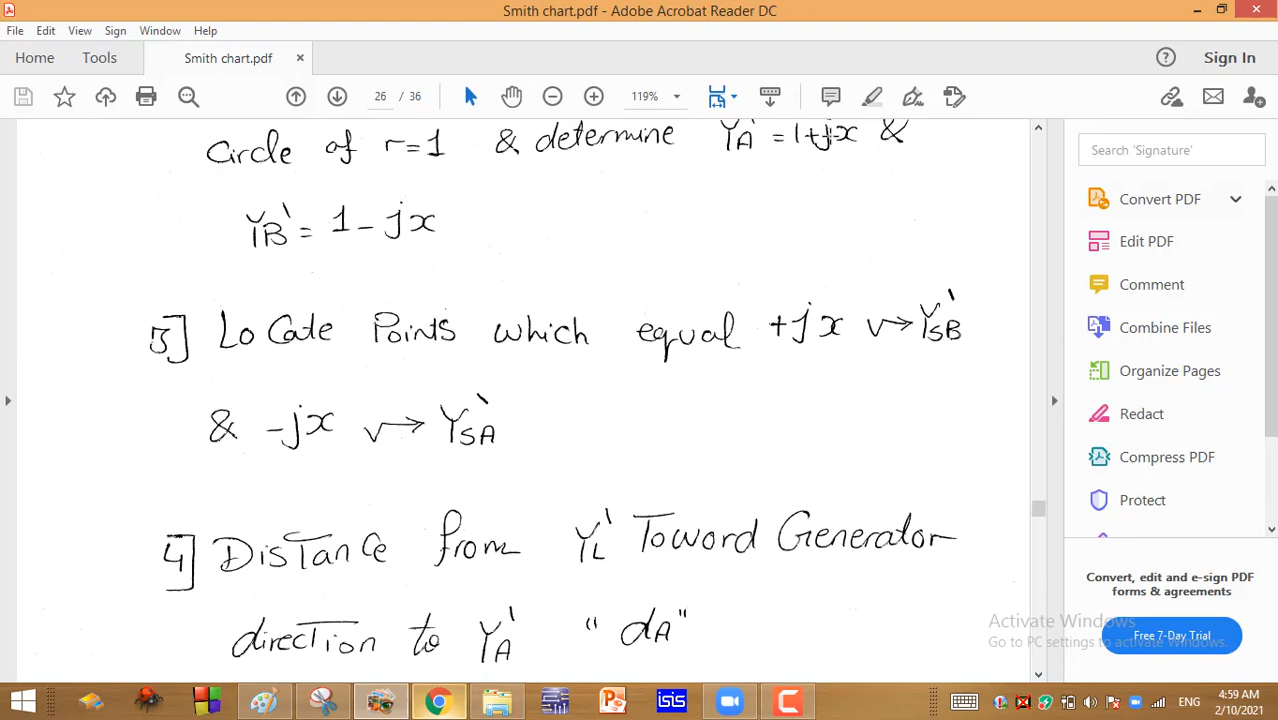 Smith chart.pdf - Adobe Acrobat Reader DC
File Edit View Sign Window Help
Home Tools Smith chart.pdf × Sign In
26 / 36 119%
Circle of r=1 & determine YA' = 1+jx &
YB' = 1-jx
5] Locate Points which equal +jx → YSB'
& -jx → YSA'
4] Distance from YL' Toword Generator
direction to YA' "dA"
Search 'Signature'
Convert PDF
Edit PDF
Comment
Combine Files
Organize Pages
Redact
Compress PDF
Protect
Convert, edit and e-sign PDF
forms & agreements
Free 7-Day Trial
Activate Windows
Go to PC settings to activate Windows.
isis
ENG
4:59 AM
2/10/2021